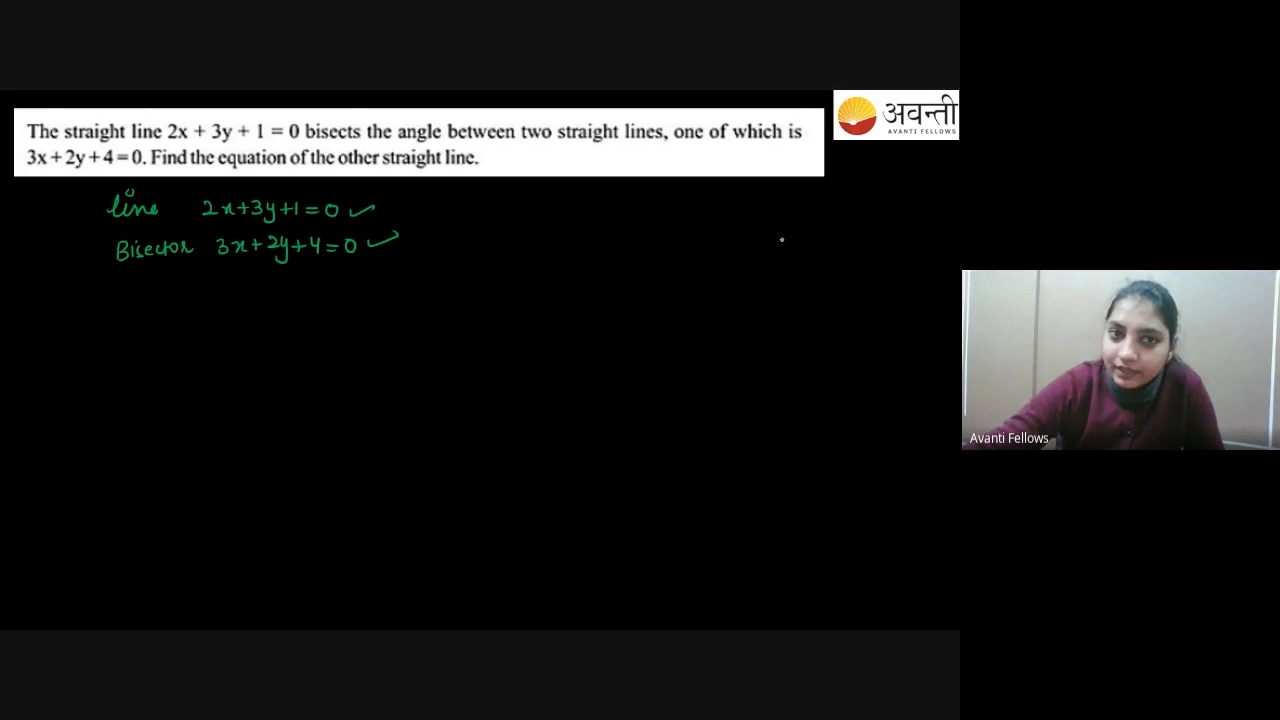 The straight line 2x + 3y + 1 = 0 bisects the angle between two straight lines, one of which is
3x + 2y + 4 = 0. Find the equation of the other straight line.
अवन्ती
AVANTI FELLOWS
line 2x+3y+1=0
Bisector 3x+2y+4=0
Avanti Fellows